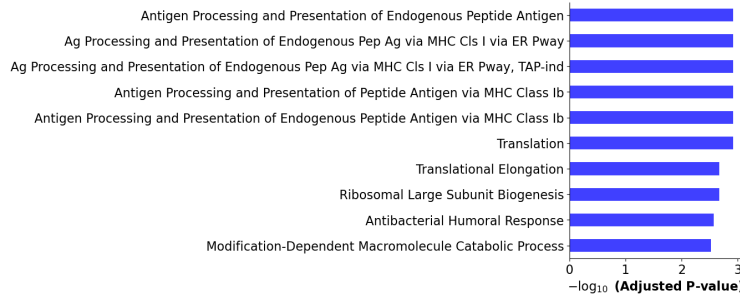 Antigen Processing and Presentation of Endogenous Peptide Antigen
Ag Processing and Presentation of Endogenous Pep Ag via MHC Cls I via ER Pway
Ag Processing and Presentation of Endogenous Pep Ag via MHC Cls I via ER Pway, TAP-ind
Antigen Processing and Presentation of Peptide Antigen via MHC Class Ib
Antigen Processing and Presentation of Endogenous Peptide Antigen via MHC Class Ib
Translation
Translational Elongation
Ribosomal Large Subunit Biogenesis
Antibacterial Humoral Response
Modification-Dependent Macromolecule Catabolic Process
0 1 2 3
−log₁₀ (Adjusted P-value)